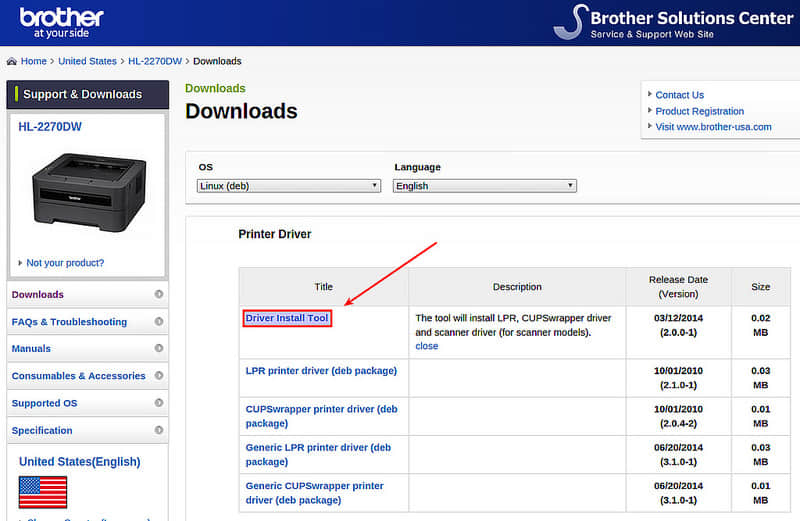 brother
at your side
Brother Solutions Center
Service & Support Web Site
Home > United States > HL-2270DW > Downloads
Support & Downloads
HL-2270DW
brother
Not your product?
Downloads
FAQs & Troubleshooting
Manuals
Consumables & Accessories
Supported OS
Specification
United States(English)
Downloads
Downloads
Contact Us
Product Registration
Visit www.brother-usa.com
OS
Language
Linux (deb)
English
Printer Driver
Title
Description
Release Date
(Version)
Size
Driver Install Tool
The tool will install LPR, CUPSwrapper driver
and scanner driver (for scanner models).
close
03/12/2014
(2.0.0-1)
0.02
MB
LPR printer driver (deb package)
10/01/2010
(2.1.0-1)
0.03
MB
CUPSwrapper printer driver (deb
package)
10/01/2010
(2.0.4-2)
0.01
MB
Generic LPR printer driver (deb
package)
06/20/2014
(3.1.0-1)
0.03
MB
Generic CUPSwrapper printer
driver (deb package)
06/20/2014
(3.1.0-1)
0.01
MB